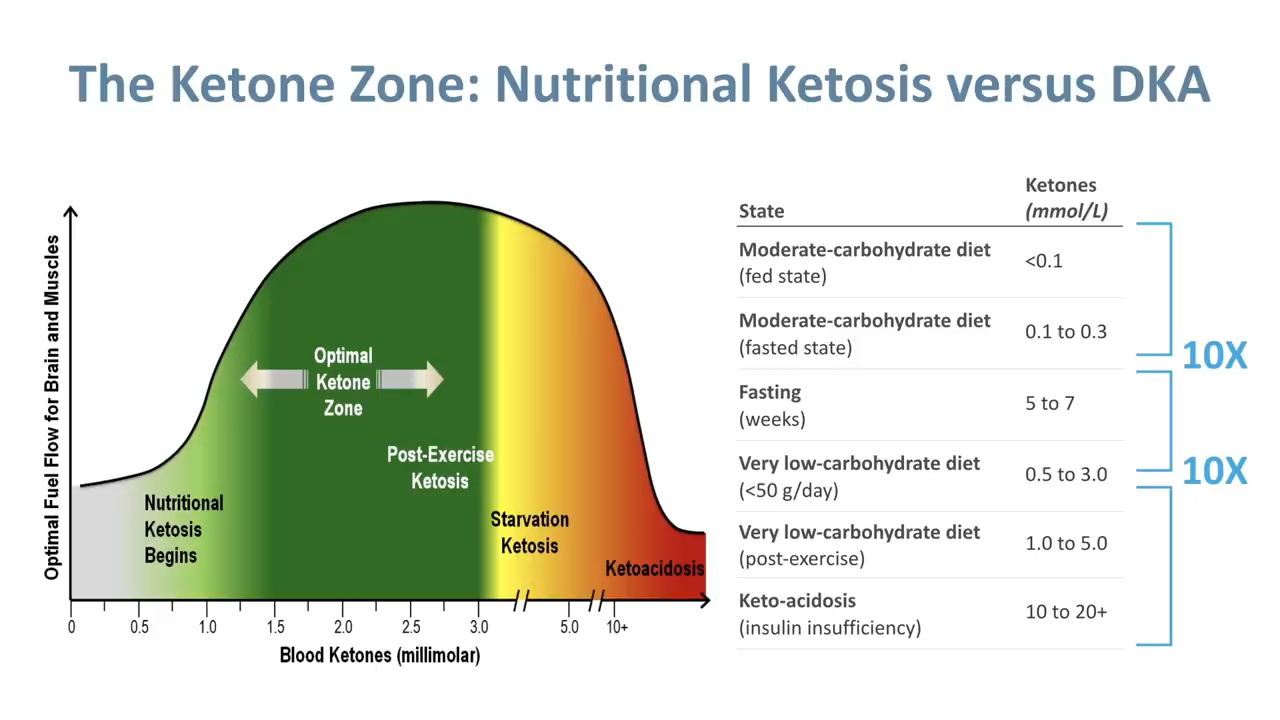 The Ketone Zone: Nutritional Ketosis versus DKA
Optimal Fuel Flow for Brain and Muscles
Optimal
Ketone
Zone
Post-Exercise
Ketosis
Nutritional
Ketosis
Begins
Starvation
Ketosis
Ketoacidosis
0 0.5 1.0 1.5 2.0 2.5 3.0 5.0 10+
Blood Ketones (millimolar)
State Ketones (mmol/L)
Moderate-carbohydrate diet
(fed state)
<0.1
Moderate-carbohydrate diet
(fasted state)
0.1 to 0.3
Fasting
(weeks)
5 to 7
Very low-carbohydrate diet
(<50 g/day)
0.5 to 3.0
Very low-carbohydrate diet
(post-exercise)
1.0 to 5.0
Keto-acidosis
(insulin insufficiency)
10 to 20+
10X
10X